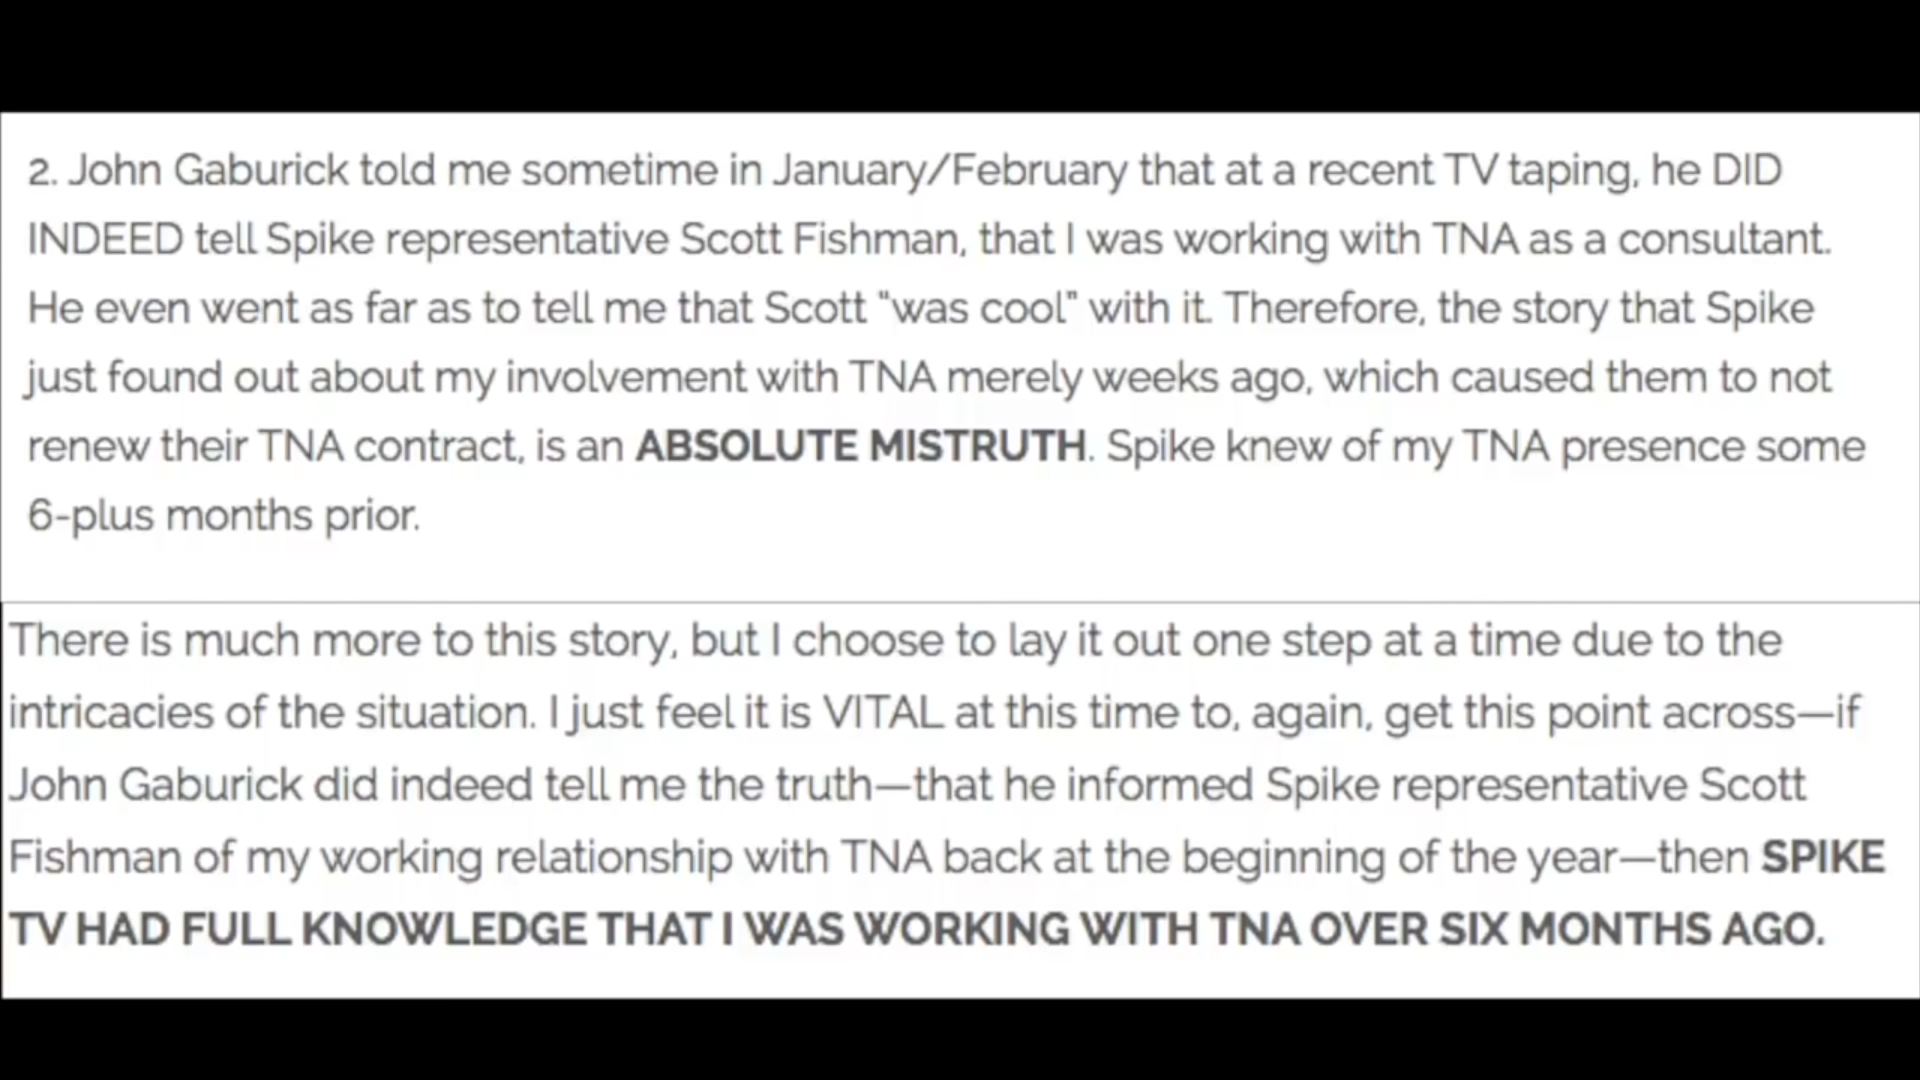 2. John Gaburick told me sometime in January/February that at a recent TV taping, he DID
INDEED tell Spike representative Scott Fishman, that I was working with TNA as a consultant.
He even went as far as to tell me that Scott "was cool" with it. Therefore, the story that Spike
just found out about my involvement with TNA merely weeks ago, which caused them to not
renew their TNA contract, is an ABSOLUTE MISTRUTH. Spike knew of my TNA presence some
6-plus months prior.
There is much more to this story, but I choose to lay it out one step at a time due to the
intricacies of the situation. I just feel it is VITAL at this time to, again, get this point across—if
John Gaburick did indeed tell me the truth—that he informed Spike representative Scott
Fishman of my working relationship with TNA back at the beginning of the year—then SPIKE
TV HAD FULL KNOWLEDGE THAT I WAS WORKING WITH TNA OVER SIX MONTHS AGO.